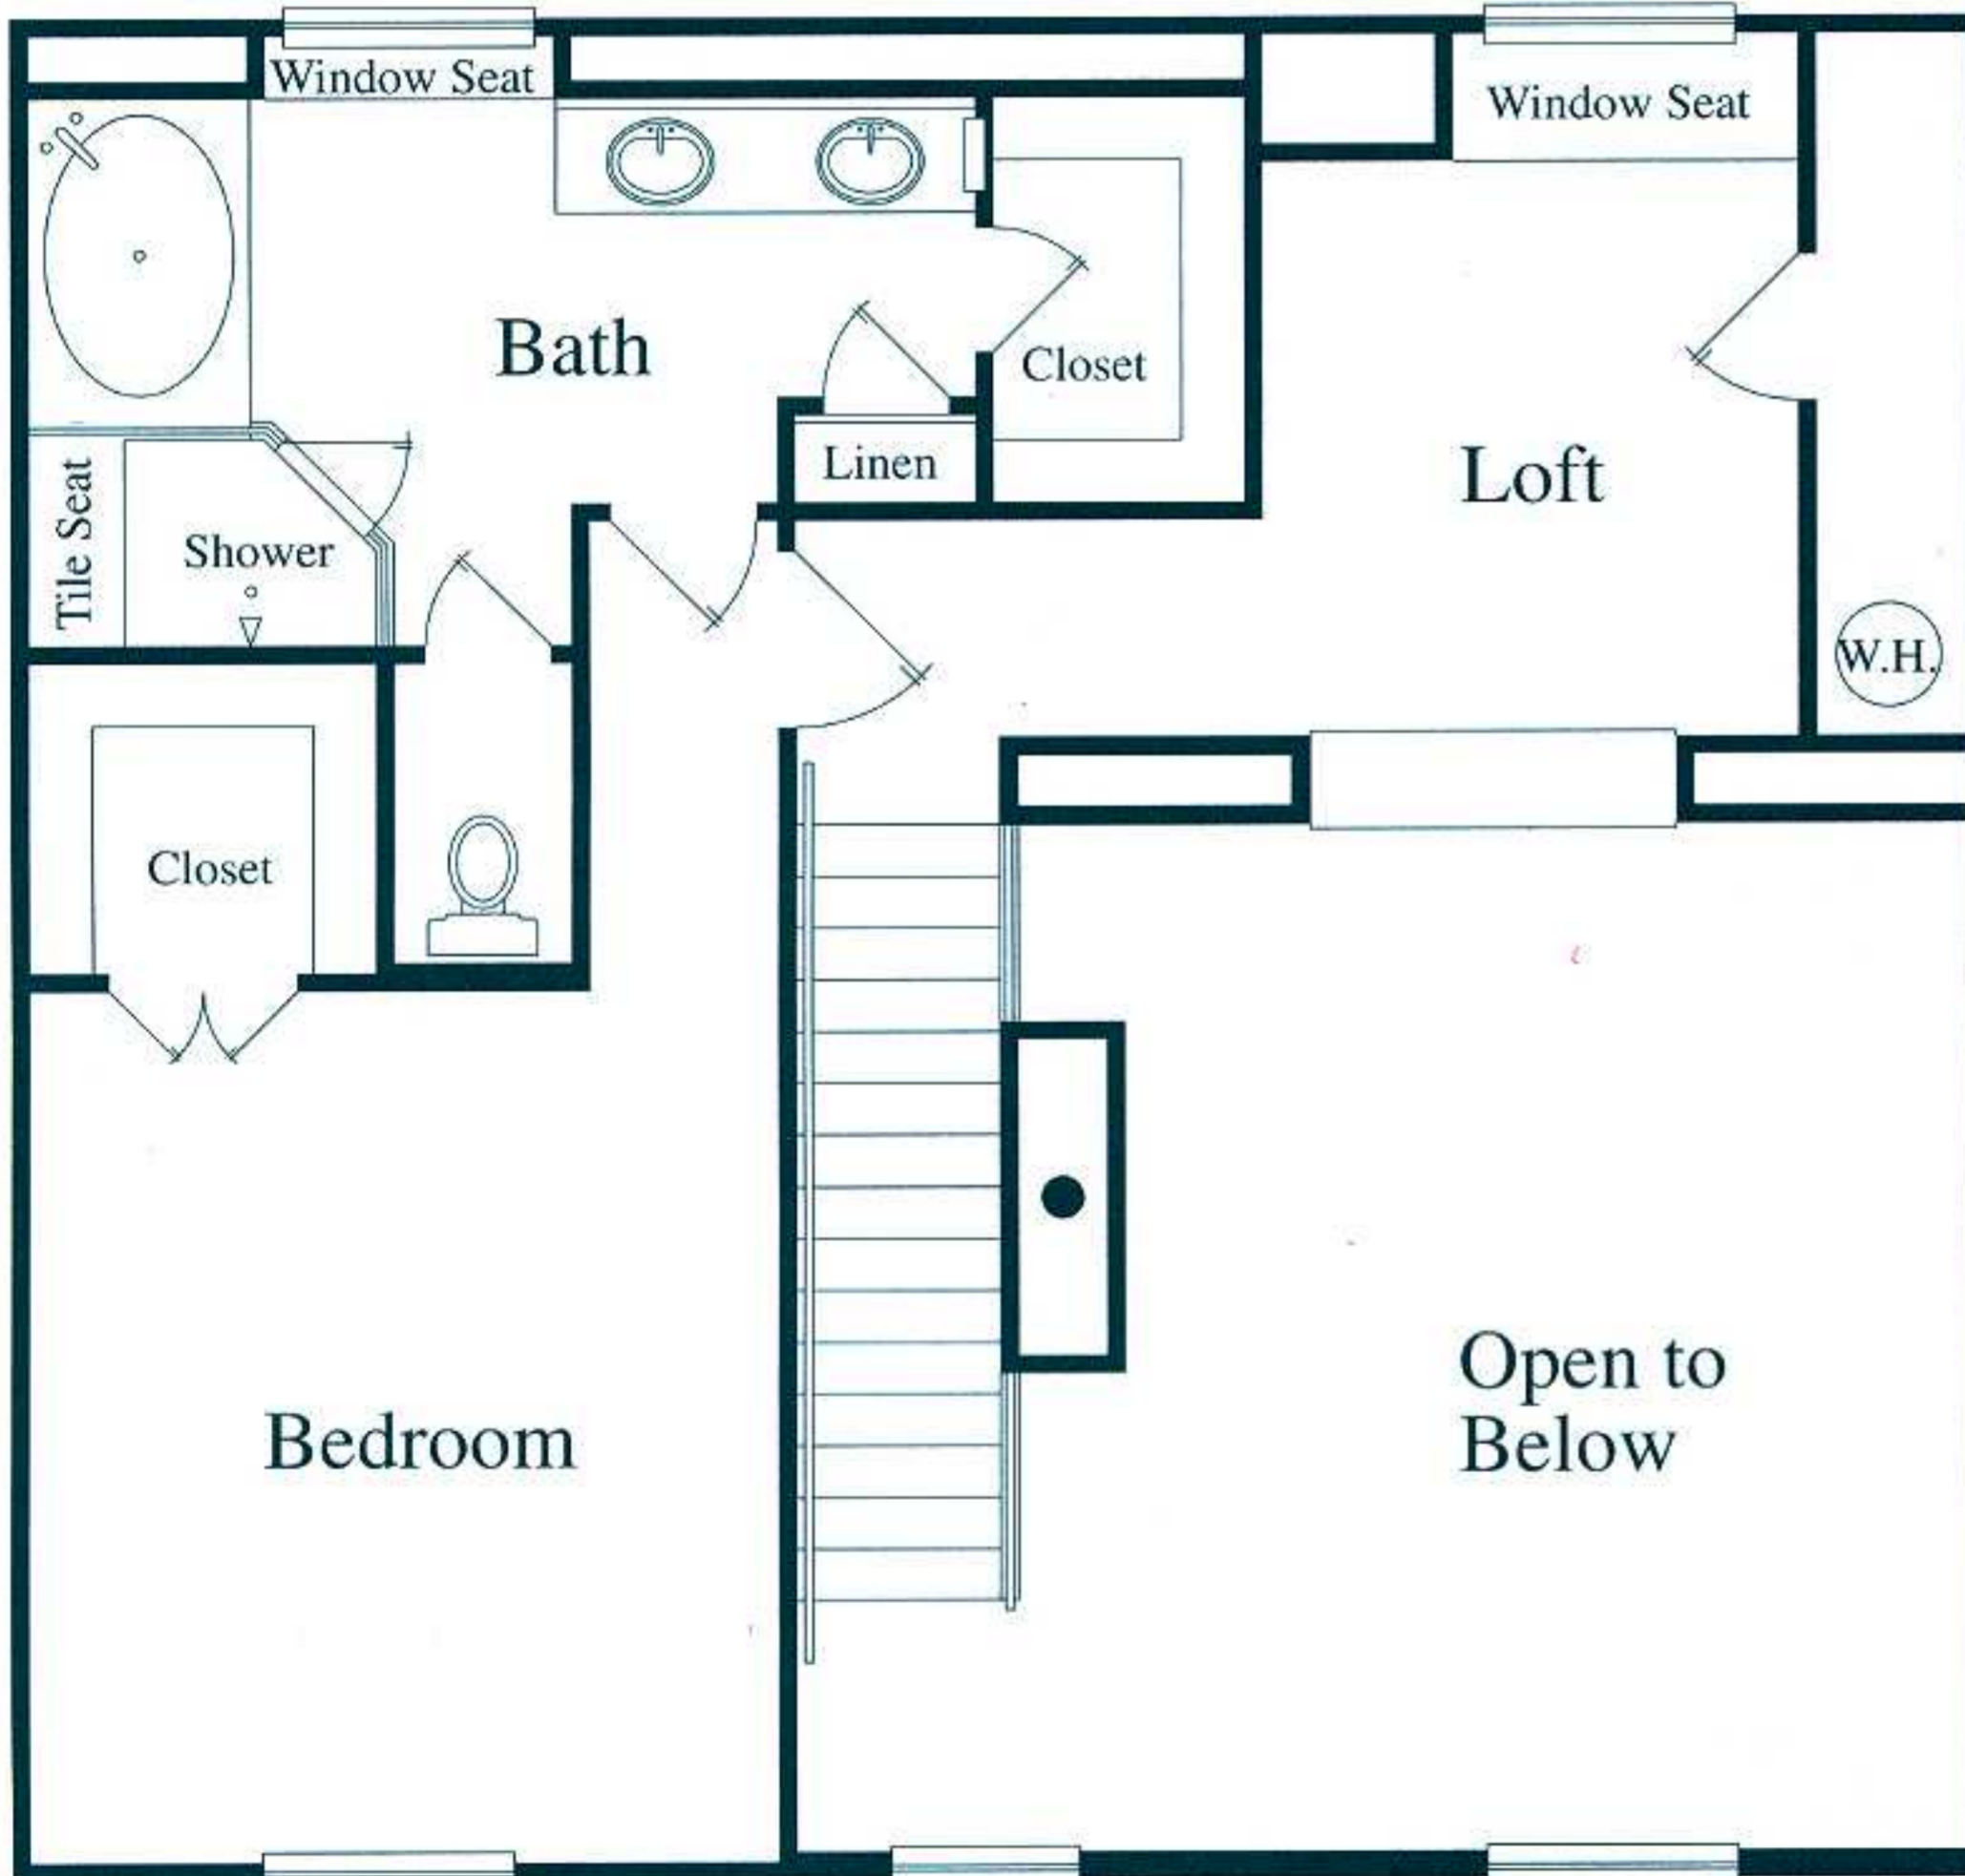 Window Seat
Window Seat
Bath
Closet
Linen
Loft
Tile Seat
Shower
W.H.
Closet
Bedroom
Open to
Below